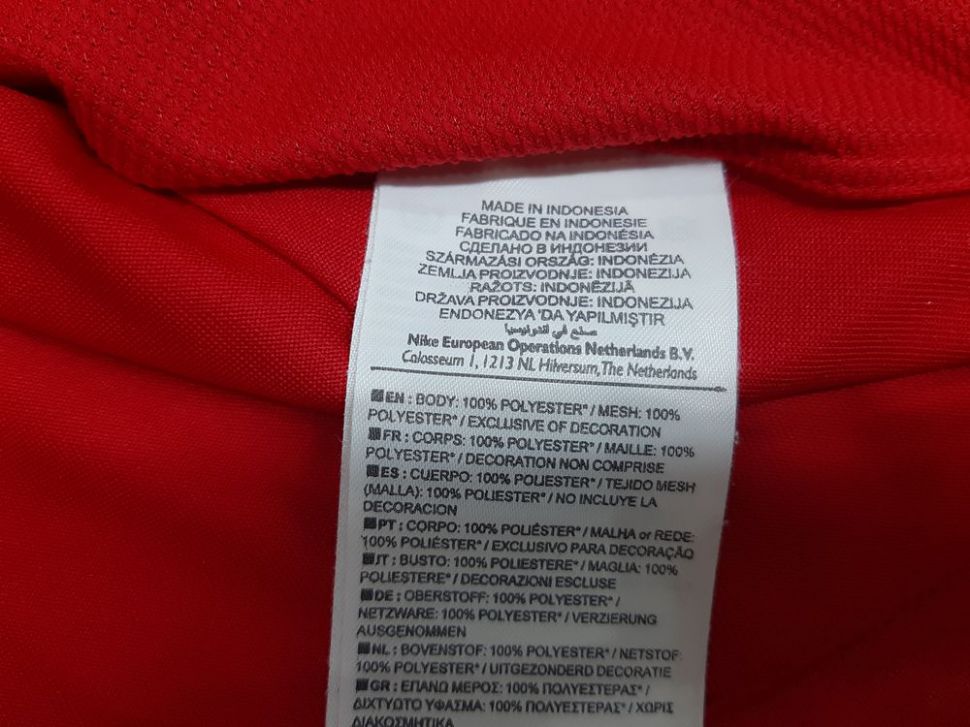 MADE IN INDONESIA
FABRIQUE EN INDONESIE
FABRICADO NA INDONÉSIA
СДЕЛАНО В ИНДОНЕЗИИ
SZÁRMAZÁSI ORSZÁG: INDONÉZIA
ZEMLJA PROIZVODNJE: INDONEZIJA
RAŽOTS: INDONĒZIJĀ
DRŽAVA PROIZVODNJE: INDONEZIJA
ENDONEZYA 'DA YAPILMIŞTIR
صنع في اندونيسيا
Nike European Operations Netherlands B.V.
Colosseum 1, 1213 NL Hilversum, The Netherlands
EN : BODY: 100% POLYESTER* / MESH: 100%
POLYESTER* / EXCLUSIVE OF DECORATION
FR : CORPS: 100% POLYESTER* / MAILLE: 100%
POLYESTER* / DECORATION NON COMPRISE
ES : CUERPO: 100% POLIESTER* / TEJIDO MESH
(MALLA): 100% POLIESTER* / NO INCLUYE LA
DECORACION
PT : CORPO: 100% POLIÉSTER* / MALHA or REDE:
100% POLIÉSTER* / EXCLUSIVO PARA DECORAÇÃO
IT : BUSTO: 100% POLIESTERE* / MAGLIA: 100%
POLIESTERE* / DECORAZIONI ESCLUSE
DE : OBERSTOFF: 100% POLYESTER* /
NETZWARE: 100% POLYESTER* / VERZIERUNG
AUSGENOMMEN
NL : BOVENSTOF: 100% POLYESTER* / NETSTOF:
100% POLYESTER* / UITGEZONDERD DECORATIE
GR : ΕΠΑΝΩ ΜΕΡΟΣ: 100% ΠΟΛΥΕΣΤΕΡΑΣ* /
ΔΙΧΤΥΩΤΟ ΥΦΑΣΜΑ: 100% ΠΟΛΥΕΣΤΕΡΑΣ* / ΧΩΡΙΣ
ΔΙΑΚΟΣΜΗΤΙΚΑ